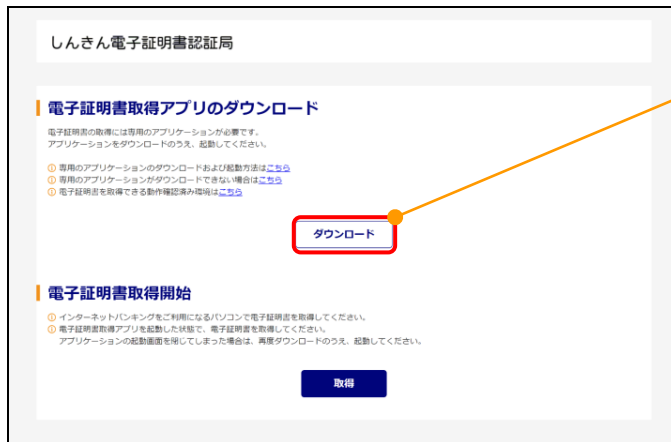 しんきん電子証明書認証局
電子証明書取得アプリのダウンロード
電子証明書の取得には専用のアプリケーションが必要です。
アプリケーションをダウンロードのうえ、起動してください。
① 専用のアプリケーションのダウンロードおよび起動方法はこちら
① 専用のアプリケーションがダウンロードできない場合はこちら
① 電子証明書を取得できる動作確認済み環境はこちら
ダウンロード
電子証明書取得開始
① インターネットバンキングをご利用になるパソコンで電子証明書を取得してください。
① 電子証明書取得アプリを起動した状態で、電子証明書を取得してください。
アプリケーションの起動画面を閉じてしまった場合は、再度ダウンロードのうえ、起動してください。
取得